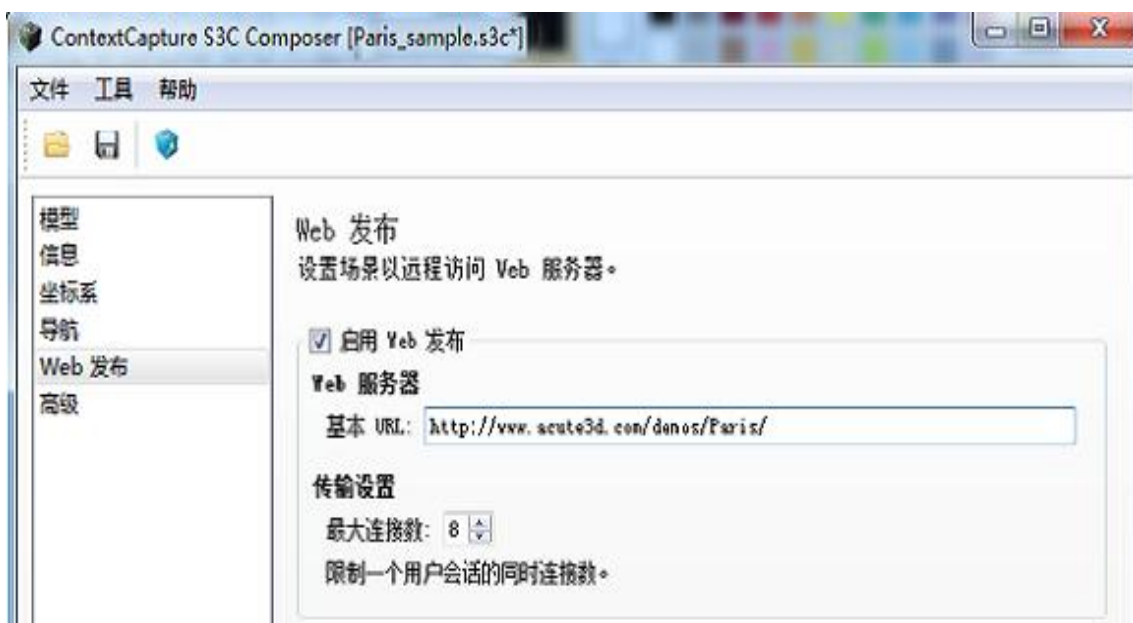 ContextCapture S3C Composer [Paris_sample.s3c*]
文件 工具 帮助
模型
信息
坐标系
导航
Web 发布
高级
Web 发布
设置场景以远程访问 Web 服务器。
启用 Web 发布
Web 服务器
基本 URL: http://www.acute3d.com/demos/Paris/
传输设置
最大连接数: 8
限制一个用户会话的同时连接数。